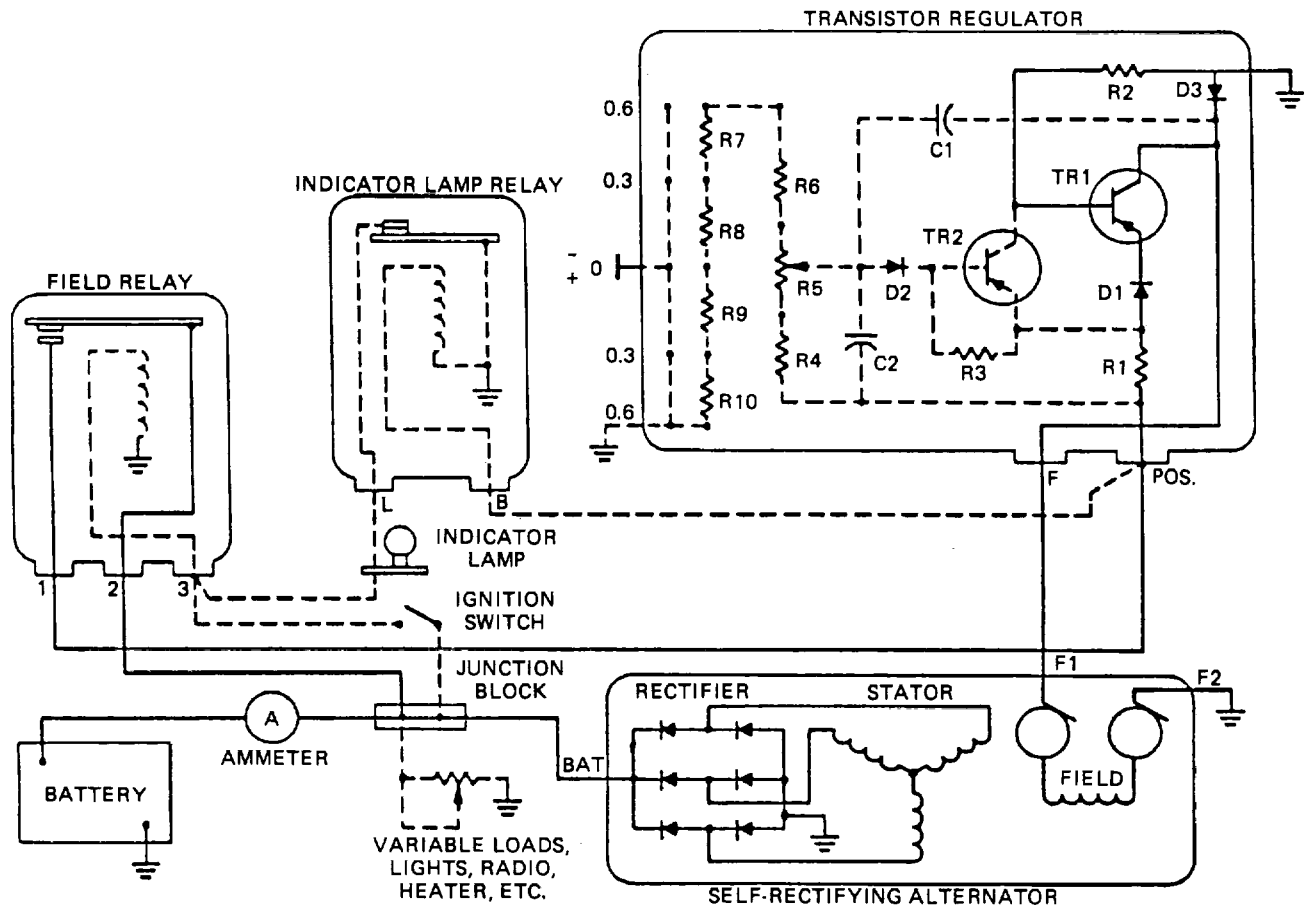 TRANSISTOR REGULATOR
R2
D3
0.6
R7
C1
TR1
INDICATOR LAMP RELAY
0.3
R6
R8
TR2
FIELD RELAY
-
+ 0
R5
D2
D1
R9
0.3
R4
C2
R3
R1
R10
0.6
L
B
F
POS.
INDICATOR
LAMP
1
2
3
IGNITION
SWITCH
JUNCTION
BLOCK
F1
F2
RECTIFIER
STATOR
A
AMMETER
BAT
FIELD
BATTERY
VARIABLE LOADS,
LIGHTS, RADIO,
HEATER, ETC.
SELF-RECTIFYING ALTERNATOR